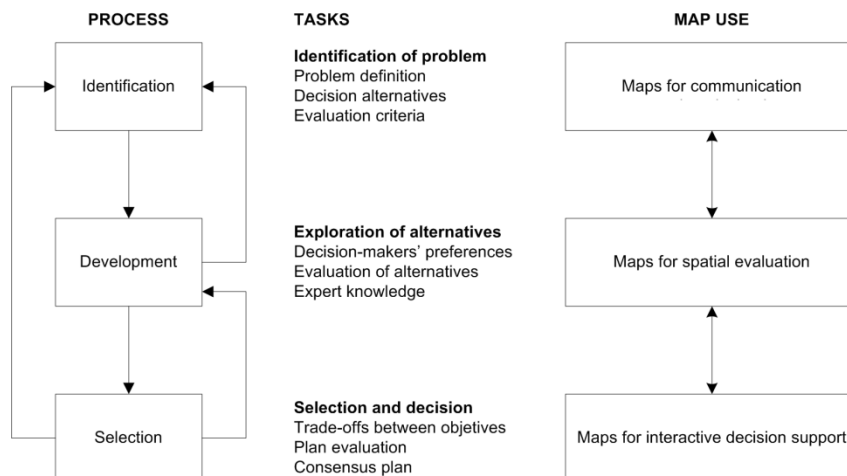 PROCESS
TASKS
MAP USE
Identification
Identification of problem
Problem definition
Decision alternatives
Evaluation criteria
Maps for communication
Development
Exploration of alternatives
Decision-makers' preferences
Evaluation of alternatives
Expert knowledge
Maps for spatial evaluation
Selection
Selection and decision
Trade-offs between objetives
Plan evaluation
Consensus plan
Maps for interactive decision support